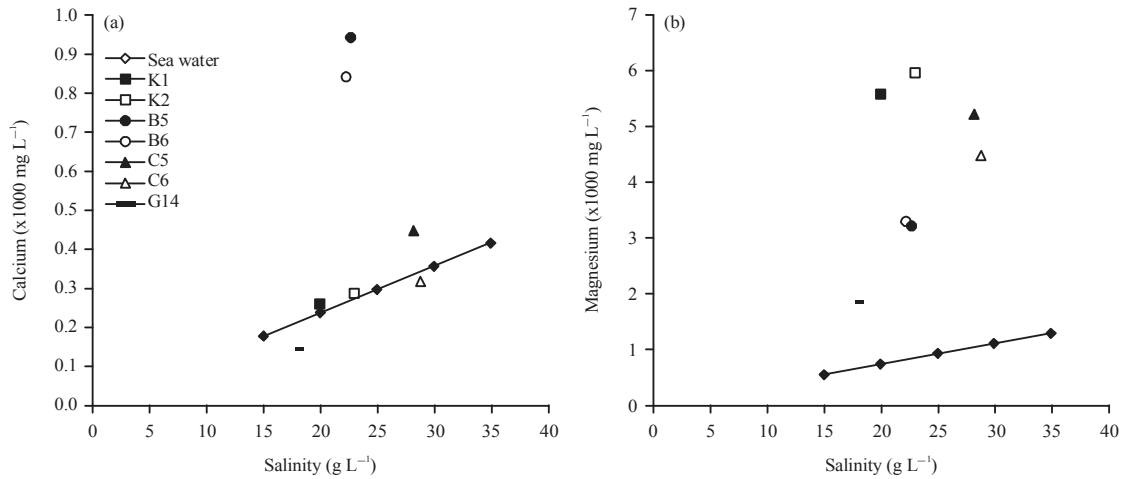 (a)
Calcium (x1000 mg L⁻¹)
1.0
0.9
0.8
0.7
0.6
0.5
0.4
0.3
0.2
0.1
0.0
Sea water
K1
K2
B5
B6
C5
C6
G14
0 5 10 15 20 25 30 35 40
Salinity (g L⁻¹)
(b)
Magnesium (x1000 mg L⁻¹)
7
6
5
4
3
2
1
0
0 5 10 15 20 25 30 35 40
Salinity (g L⁻¹)